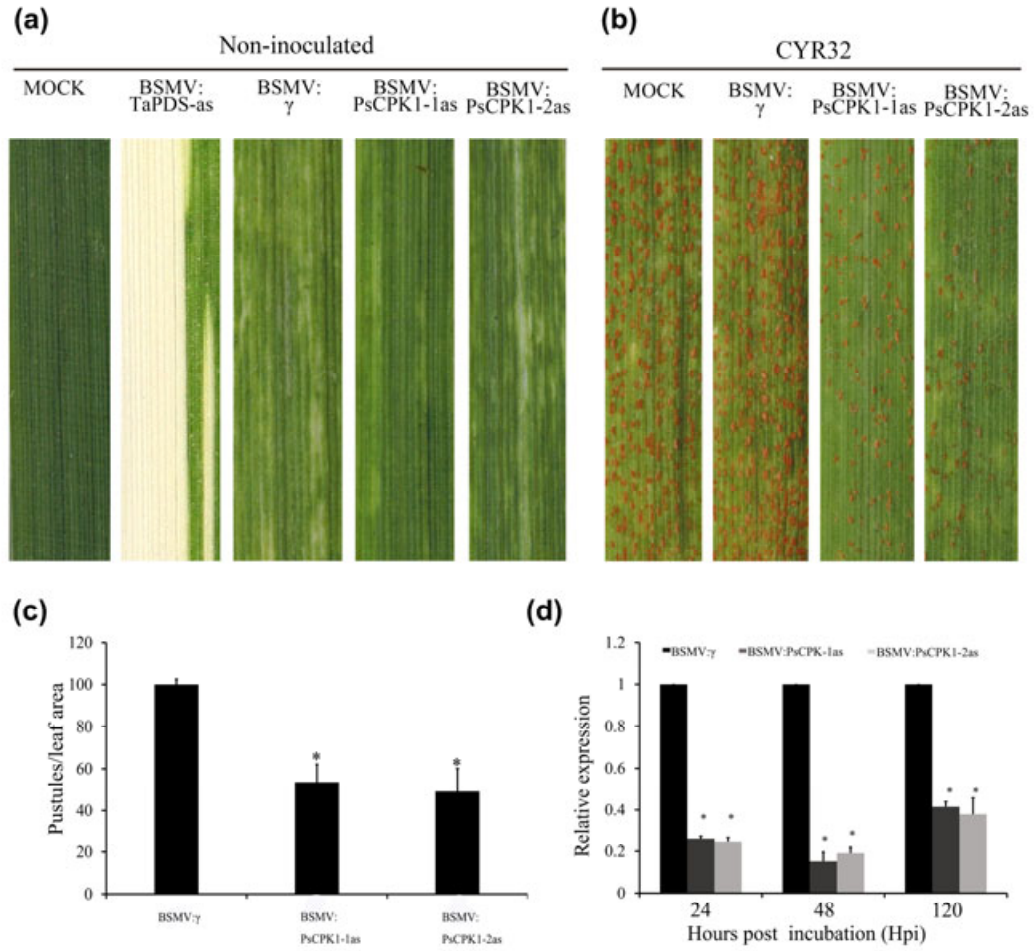 (a)
Non-inoculated
MOCK
BSMV:
TaPDS-as
BSMV:
γ
BSMV:
PsCPK1-1as
BSMV:
PsCPK1-2as
(b)
CYR32
MOCK
BSMV:
γ
BSMV:
PsCPK1-1as
BSMV:
PsCPK1-2as
(c)
120
100
80
60
40
20
0
Pustules/leaf area
*
*
BSMV:γ
BSMV:
PsCPK1-1as
BSMV:
PsCPK1-2as
(d)
1.2
1
0.8
0.6
0.4
0.2
0
Relative expression
BSMV:γ BSMV:PsCPK-1as BSMV:PsCPK1-2as
* * * * * *
24 48 120
Hours post incubation (Hpi)